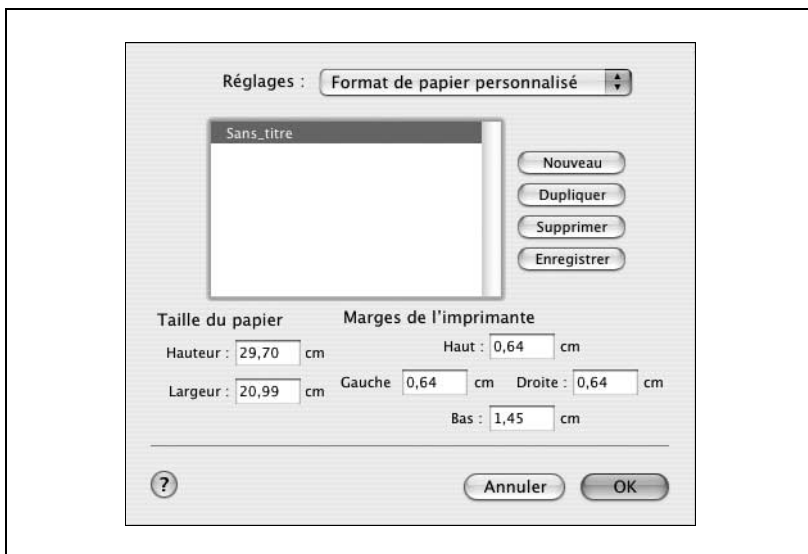 Réglages : Format de papier personnalisé
Sans_titre
Nouveau
Dupliquer
Supprimer
Enregistrer
Taille du papier
Marges de l'imprimante
Hauteur : 29,70 cm
Haut : 0,64 cm
Largeur : 20,99 cm
Gauche 0,64 cm Droite : 0,64 cm
Bas : 1,45 cm
? Annuler OK